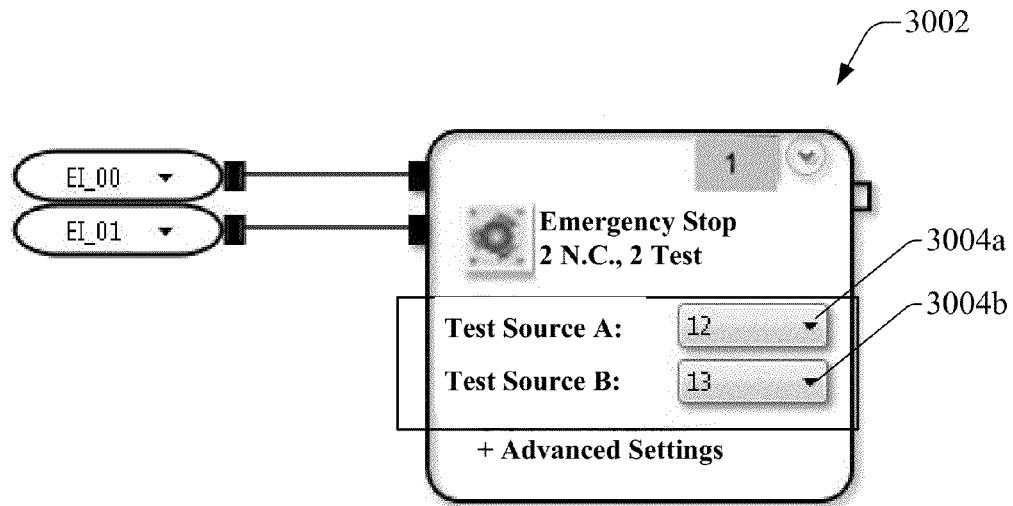 3002
1
EI_00
EI_01
Emergency Stop
2 N.C., 2 Test
3004a
3004b
Test Source A: 12
Test Source B: 13
+ Advanced Settings